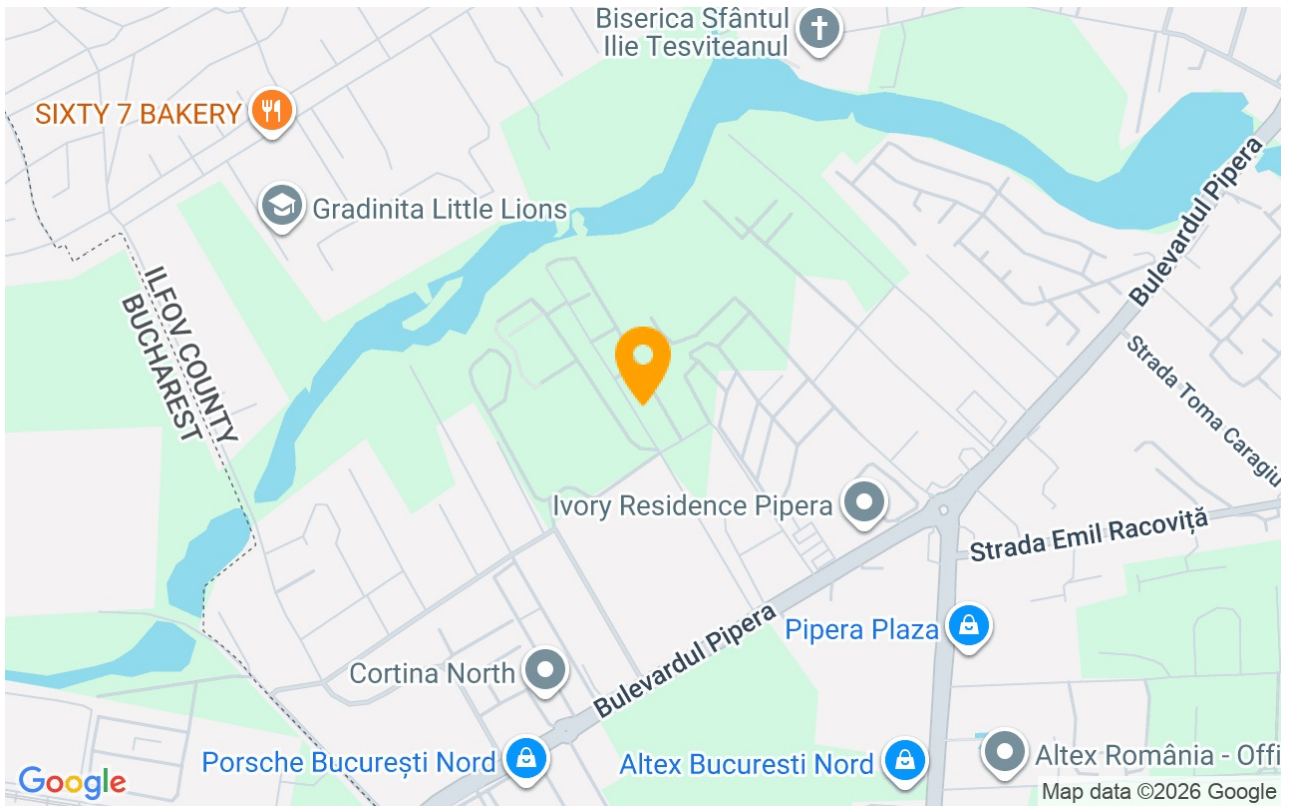 Biserica Sfântul
Ilie Tesviteanul
SIXTY 7 BAKERY
Bulevardul Pipera
Gradinita Little Lions
ILFOV COUNTY
BUCHAREST
Strada Toma Caragiu
Ivory Residence Pipera
Strada Emil Racoviță
Bulevardul Pipera
Pipera Plaza
Cortina North
Porsche București Nord
Altex Bucuresti Nord
Altex România - Offi
Google
Map data ©2026 Google